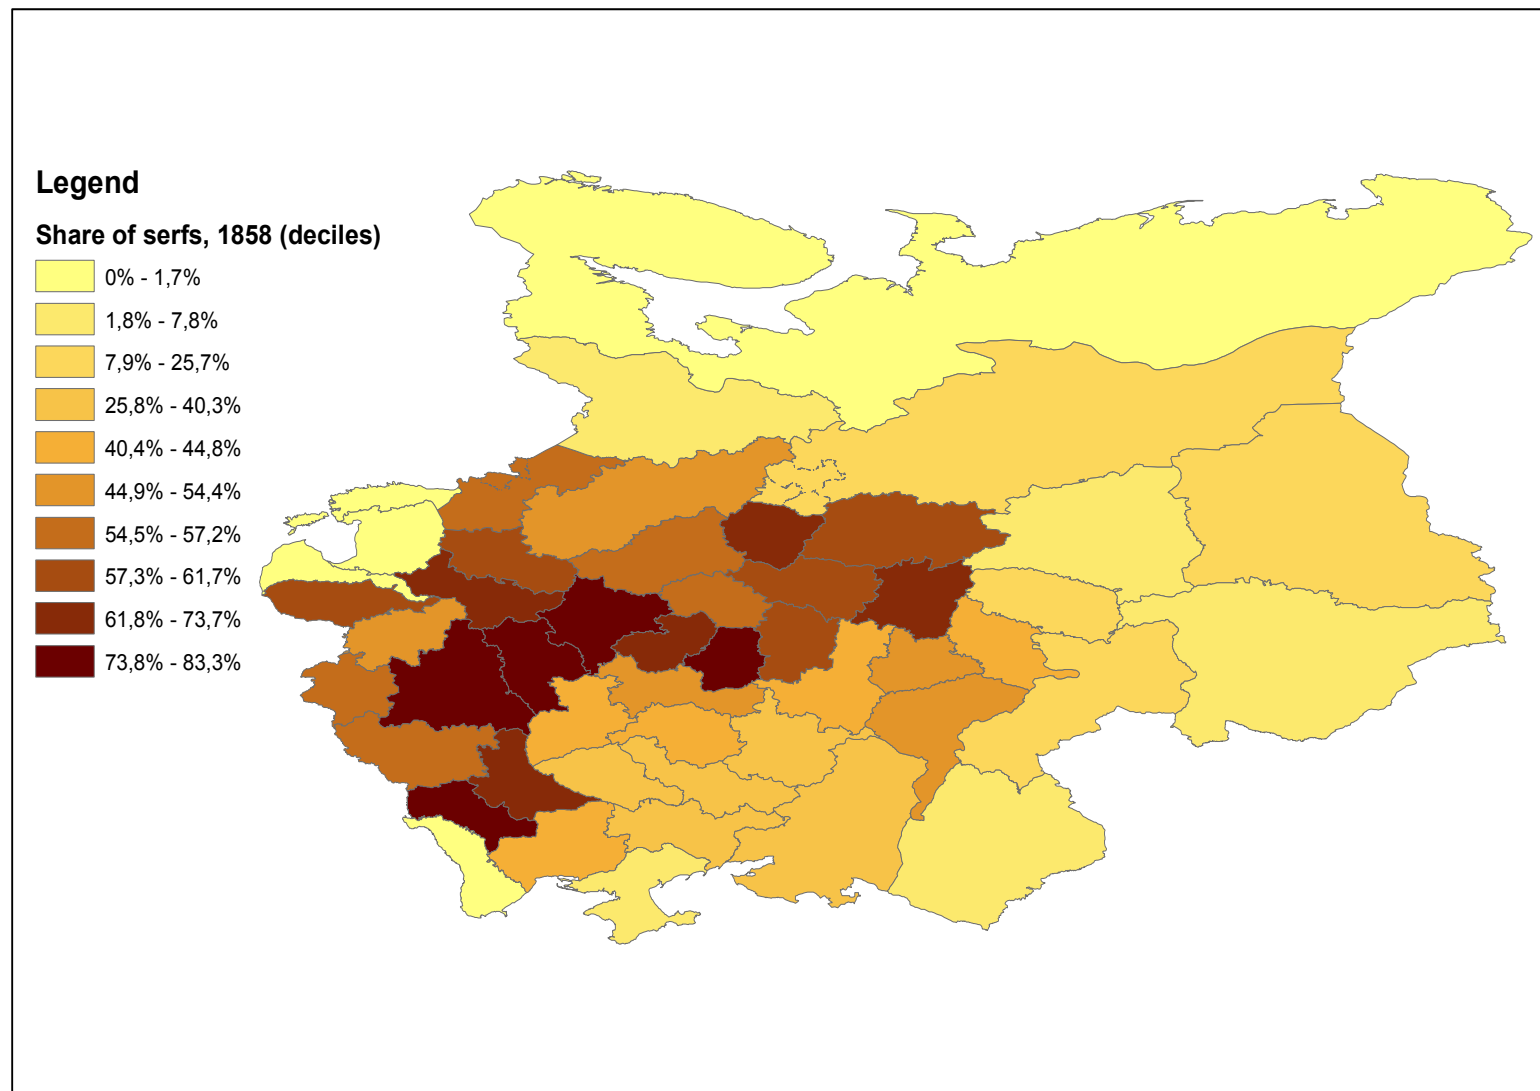 Legend
Share of serfs, 1858 (deciles)
0% - 1,7%
1,8% - 7,8%
7,9% - 25,7%
25,8% - 40,3%
40,4% - 44,8%
44,9% - 54,4%
54,5% - 57,2%
57,3% - 61,7%
61,8% - 73,7%
73,8% - 83,3%